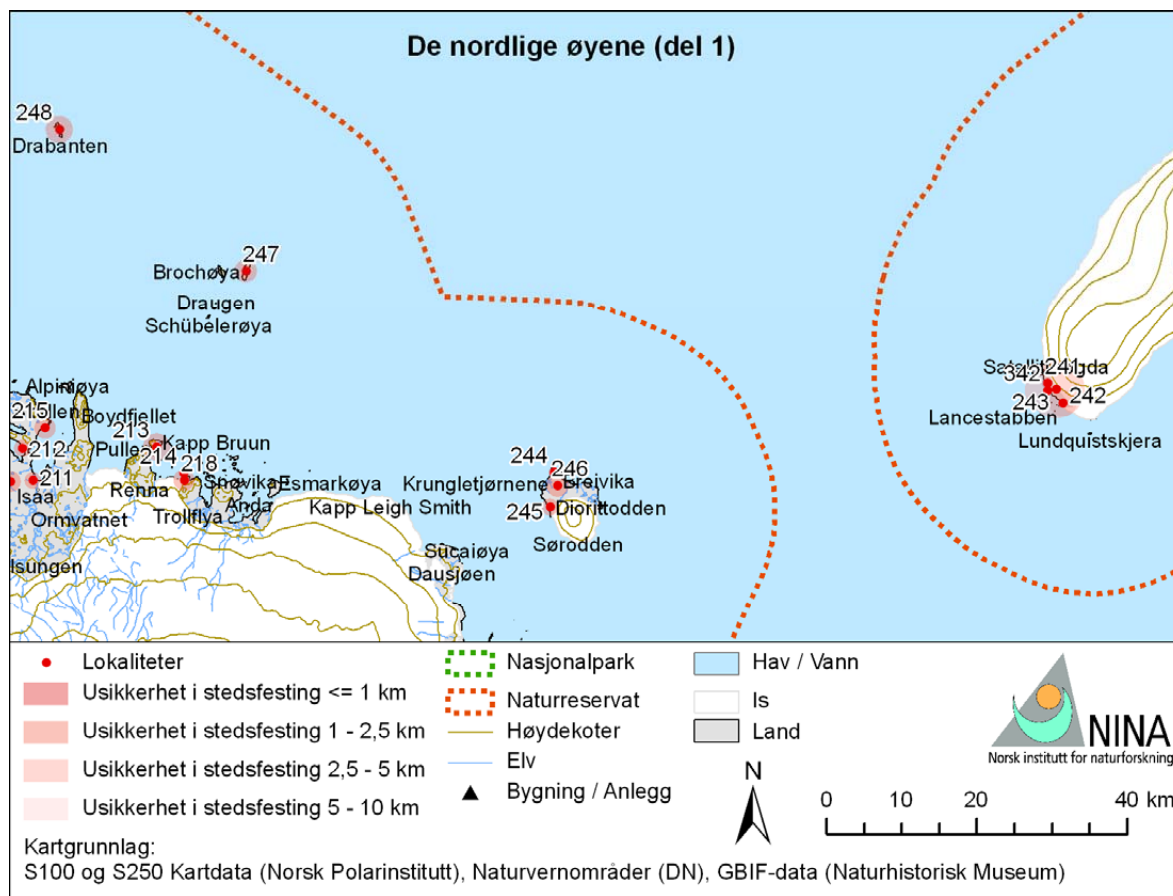 De nordlige øyene (del 1)
248
Drabanten
247
Brochøya
Draugen
Schübelerøya
Alpiniøya
215
Boydfjellet
213
Kapp Bruun
212
214
218
211
Isaa
Renna
Snøvika
Esmarkøya
Ormvatnet
Trollflya
Anda
Kapp Leigh Smith
Isungen
Sucaiøya
Dausjøen
244
246
Krungletjørnene
Breivika
245
Diorittodden
Sørodden
342
241
243
242
Lancestabben
Lundquistskjera
Lokaliteter
Usikkerhet i stedsfesting <= 1 km
Usikkerhet i stedsfesting 1 - 2,5 km
Usikkerhet i stedsfesting 2,5 - 5 km
Usikkerhet i stedsfesting 5 - 10 km
Nasjonalpark
Naturreservat
Høydekoter
Elv
Bygning / Anlegg
Hav / Vann
Is
Land
NINA
Norsk institutt for naturforskning
N
0 10 20 40 km
Kartgrunnlag:
S100 og S250 Kartdata (Norsk Polarinstitutt), Naturvernområder (DN), GBIF-data (Naturhistorisk Museum)